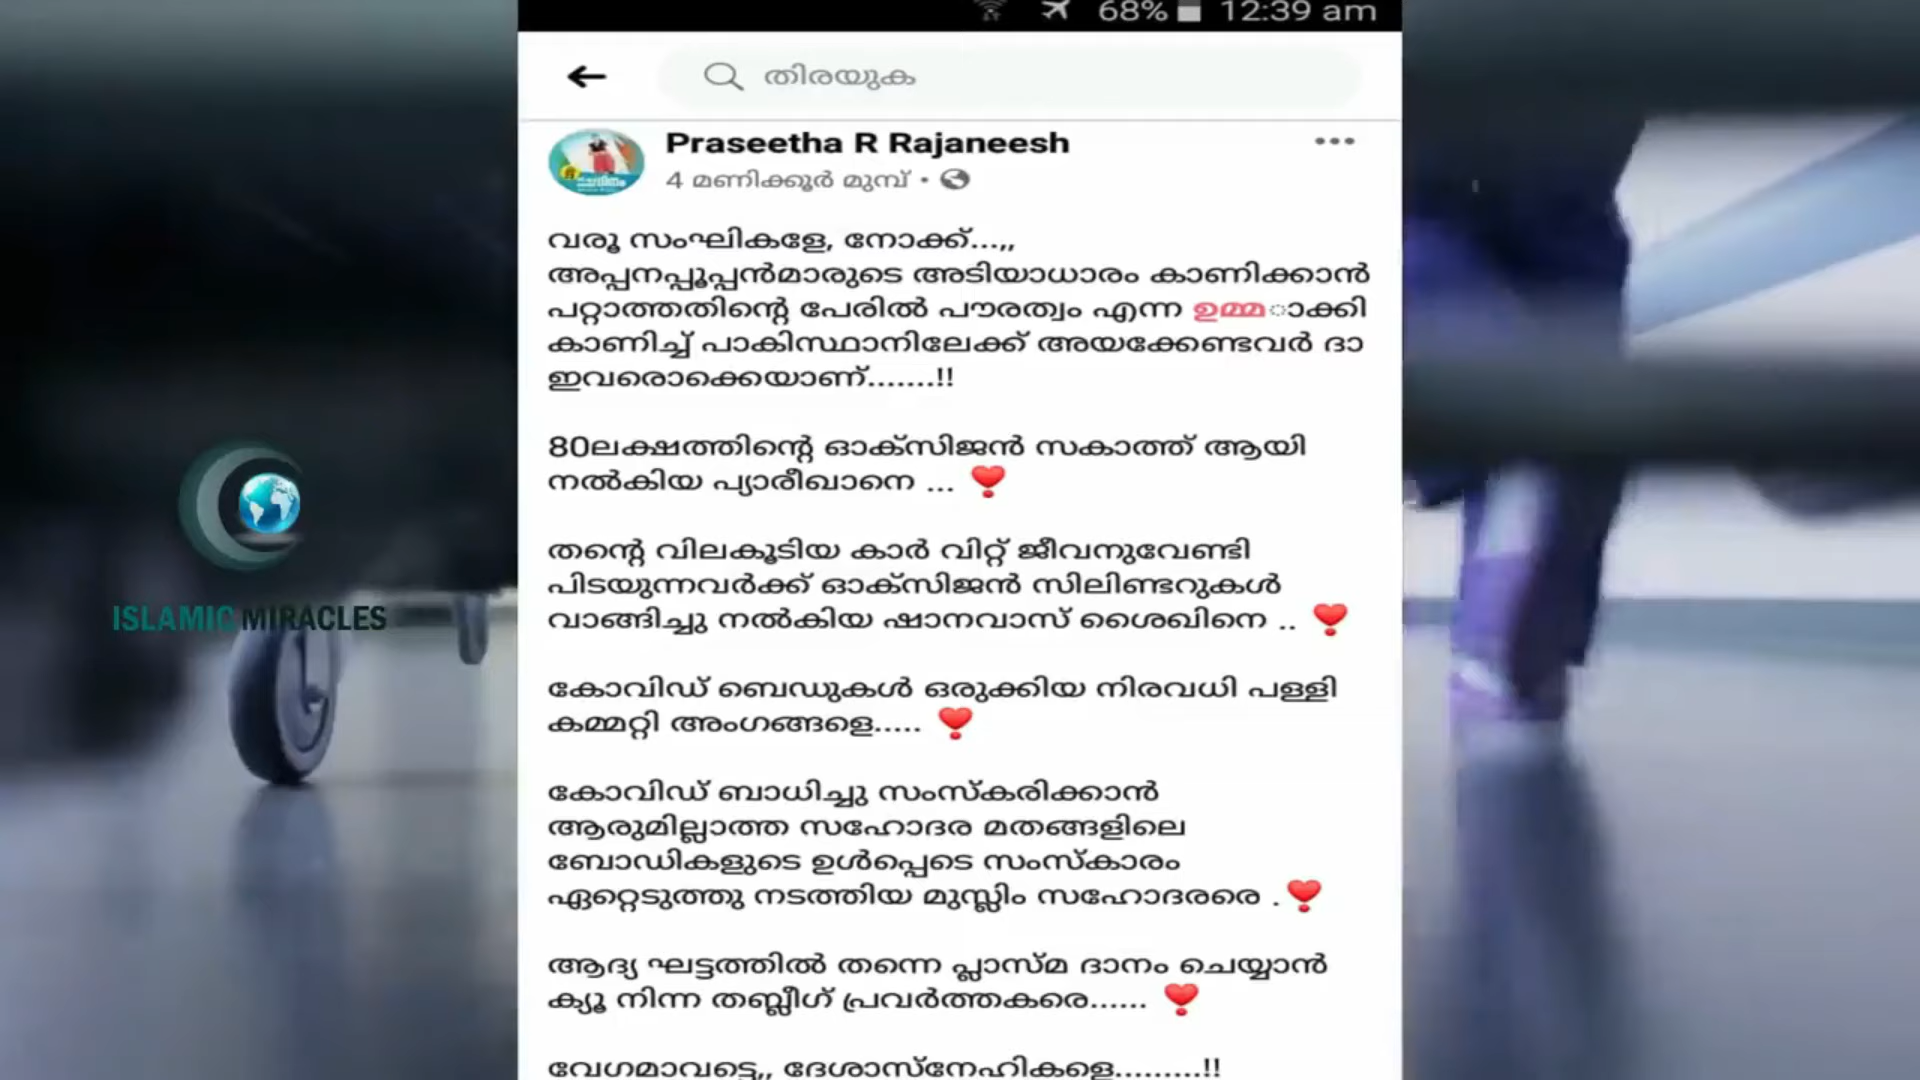 68% 12:39 am
തിരയുക
Praseetha R Rajaneesh
4 മണിക്കൂർ മുമ്പ് •
വരൂ സംഘികളേ, നോക്ക്...,,
അപ്പനപ്പൂപ്പൻമാരുടെ അടിയാധാരം കാണിക്കാൻ
പറ്റാത്തതിന്റെ പേരിൽ പൗരത്വം എന്ന ഉമ്മാക്കി
കാണിച്ച് പാകിസ്ഥാനിലേക്ക് അയക്കേണ്ടവർ ദാ
ഇവരൊക്കെയാണ്.......!!
80ലക്ഷത്തിന്റെ ഓക്സിജൻ സകാത്ത് ആയി
നൽകിയ പ്യാരീഖാനെ ... ❣
തന്റെ വിലകൂടിയ കാർ വിറ്റ് ജീവനുവേണ്ടി
പിടയുന്നവർക്ക് ഓക്സിജൻ സിലിണ്ടറുകൾ
വാങ്ങിച്ചു നൽകിയ ഷാനവാസ് ശൈഖിനെ .. ❣
കോവിഡ് ബെഡുകൾ ഒരുക്കിയ നിരവധി പള്ളി
കമ്മറ്റി അംഗങ്ങളെ..... ❣
കോവിഡ് ബാധിച്ചു സംസ്കരിക്കാൻ
ആരുമില്ലാത്ത സഹോദര മതങ്ങളിലെ
ബോഡികളുടെ ഉൾപ്പെടെ സംസ്കാരം
ഏറ്റെടുത്തു നടത്തിയ മുസ്ലിം സഹോദരരെ .❣
ആദ്യ ഘട്ടത്തിൽ തന്നെ പ്ലാസ്മ ദാനം ചെയ്യാൻ
ക്യൂ നിന്ന തബ്ലീഗ് പ്രവർത്തകരെ...... ❣
വേഗമാവട്ടെ,, ദേശാസ്നേഹികളെ.........!!
ISLAMIC MIRACLES